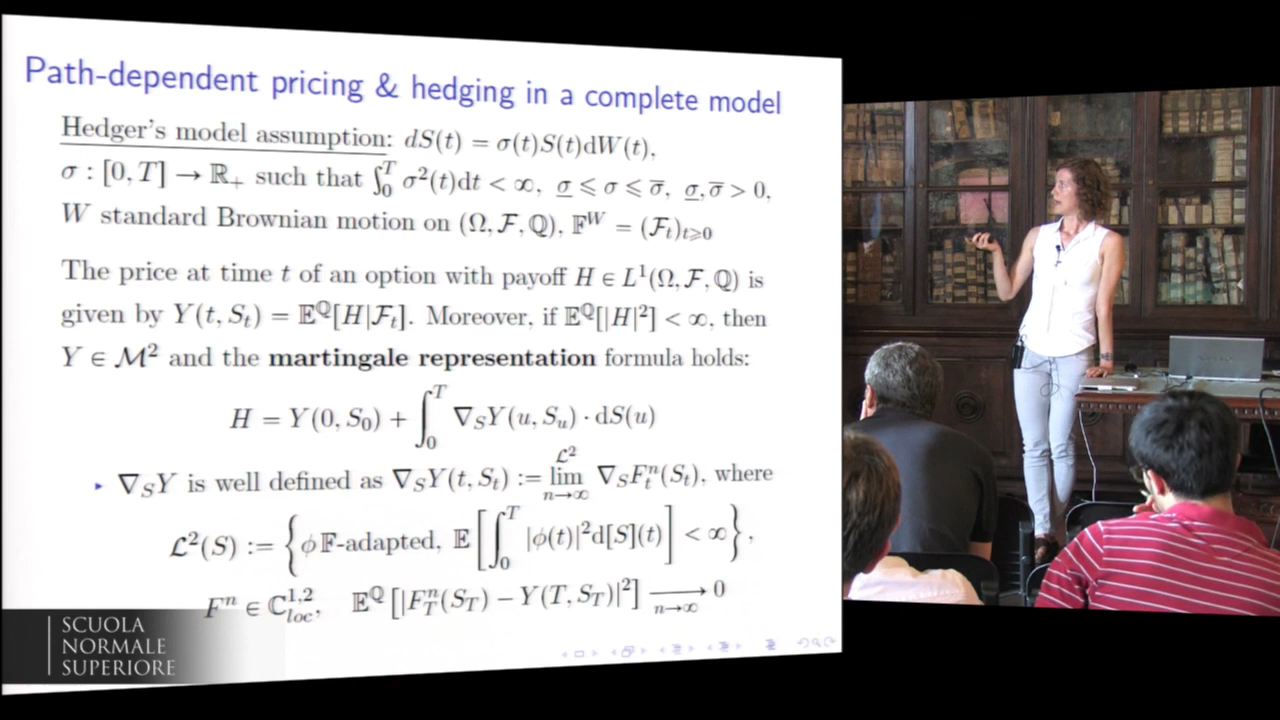 Path-dependent pricing & hedging in a complete model
Hedger's model assumption: dS(t) = σ(t)S(t)dW(t),
σ : [0, T] → ℝ₊ such that ∫₀ᵀ σ²(t)dt < ∞, σ̲ ⩽ σ ⩽ σ̅, σ̲, σ̅ > 0,
W standard Brownian motion on (Ω, ℱ, ℚ), 𝔽ᵂ = (ℱₜ)ₜ⩾₀
The price at time t of an option with payoff H ∈ L¹(Ω, ℱ, ℚ) is
given by Y(t, Sₜ) = 𝔼^ℚ[H|ℱₜ]. Moreover, if 𝔼^ℚ[|H|²] < ∞, then
Y ∈ ℳ² and the martingale representation formula holds:
H = Y(0, S₀) + ∫₀ᵀ ∇_S Y(u, Sᵤ) · dS(u)
▸ ∇_S Y is well defined as ∇_S Y(t, Sₜ) := lim^{ℒ²}_{n→∞} ∇_S Fₜⁿ(Sₜ), where
ℒ²(S) := {ϕ 𝔽-adapted, 𝔼[∫₀ᵀ |ϕ(t)|²d[S](t)] < ∞},
Fⁿ ∈ ℂ^{1,2}_{loc}, 𝔼^ℚ[|F_Tⁿ(S_T) − Y(T, S_T)|²] →_{n→∞} 0
SCUOLA
NORMALE
SUPERIORE